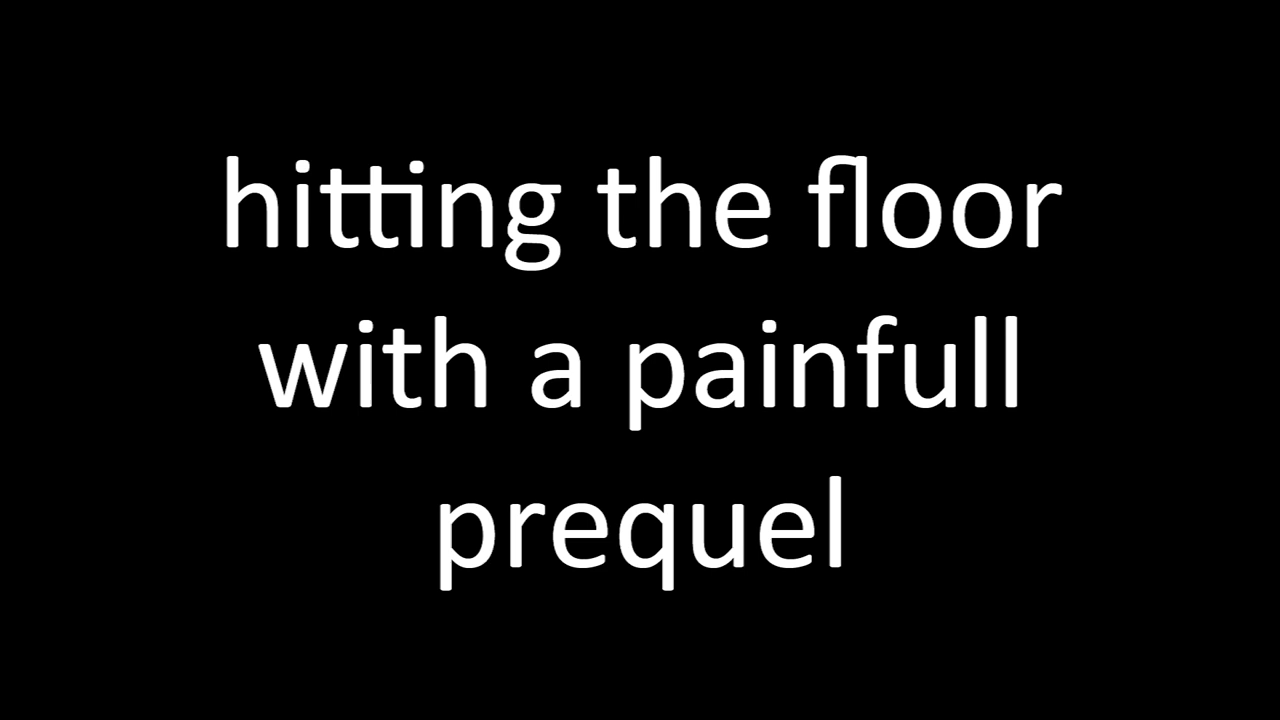 hitting the floor
with a painfull
prequel